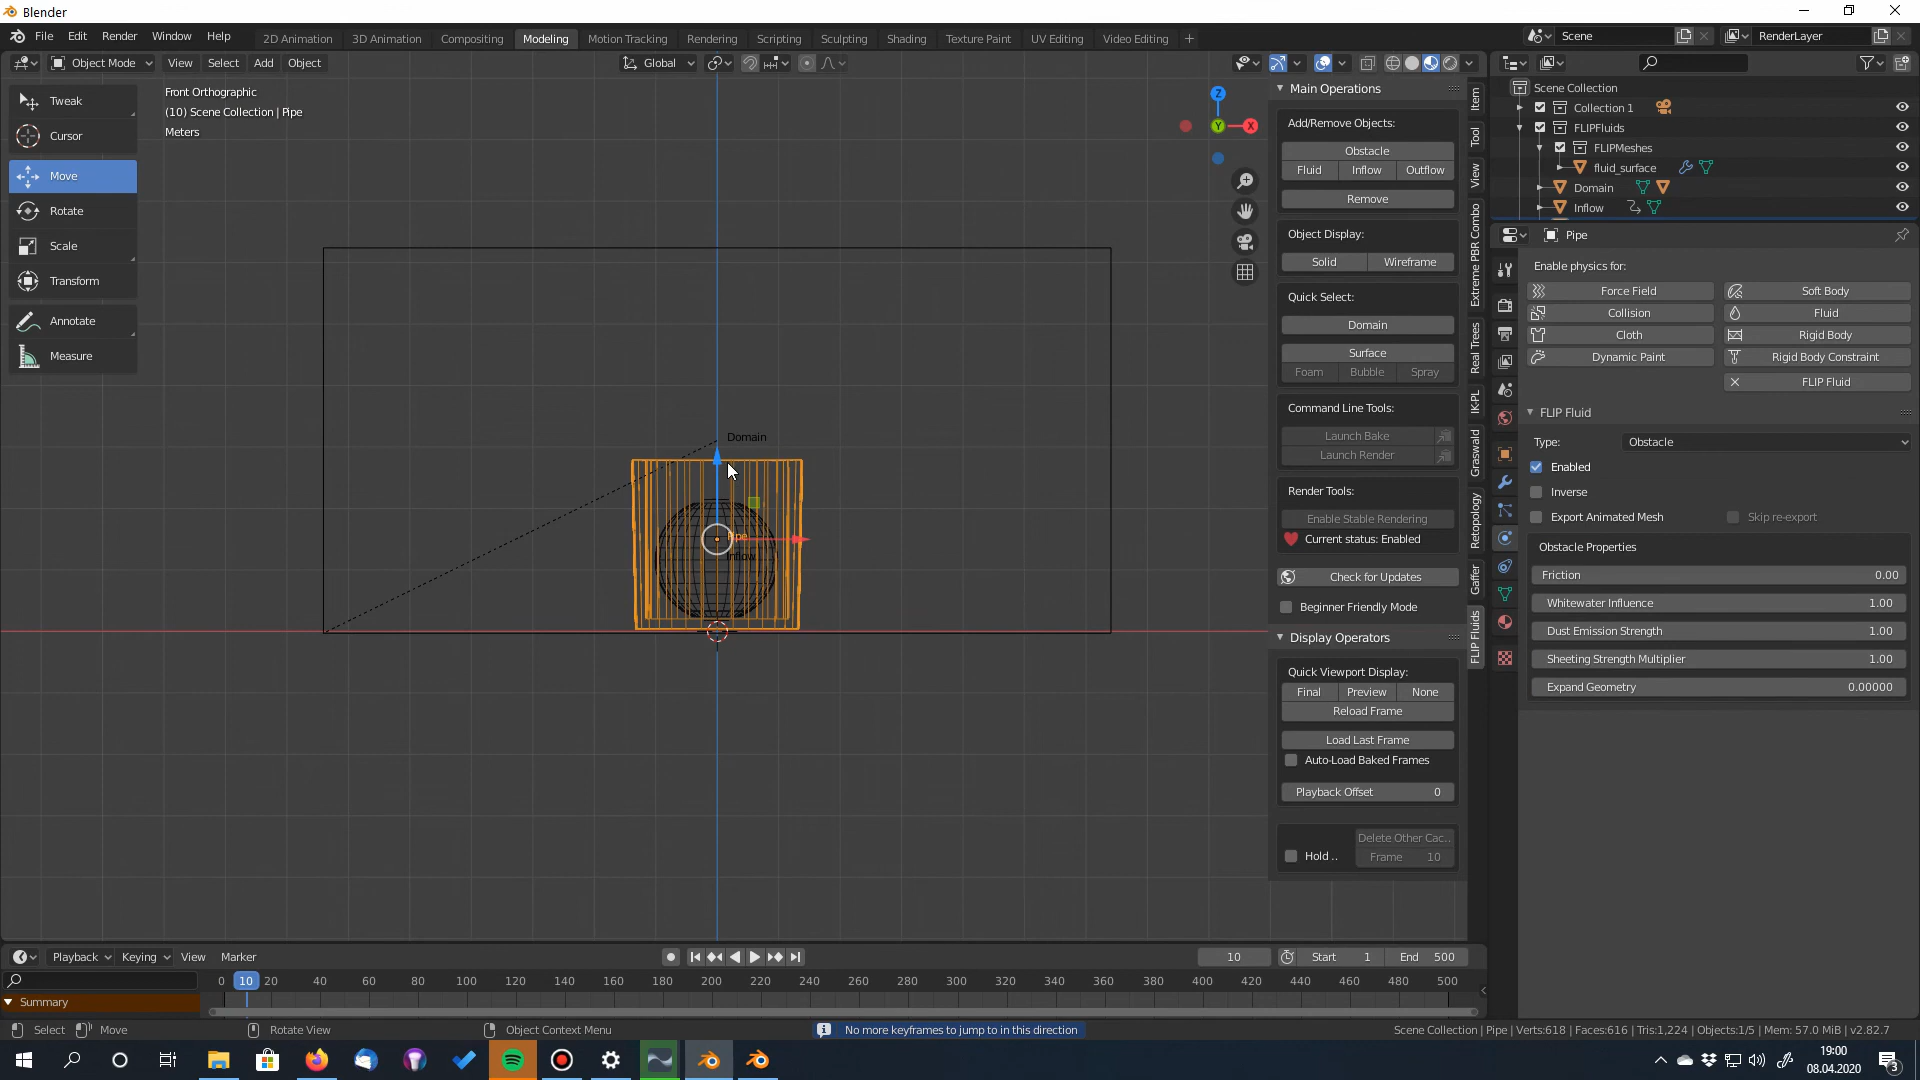 Blender
File Edit Render Window Help
2D Animation 3D Animation Compositing Modeling Motion Tracking Rendering Scripting Sculpting Shading Texture Paint UV Editing Video Editing +
Scene
RenderLayer
Object Mode View Select Add Object
Global
Tweak
Cursor
Move
Rotate
Scale
Transform
Annotate
Measure
Front Orthographic
(10) Scene Collection | Pipe
Meters
Z
Y
X
Domain
Pipe
Inflow
Main Operations
Add/Remove Objects:
Obstacle
Fluid Inflow Outflow
Remove
Object Display:
Solid Wireframe
Quick Select:
Domain
Surface
Foam Bubble Spray
Command Line Tools:
Launch Bake
Launch Render
Render Tools:
Enable Stable Rendering
Current status: Enabled
Check for Updates
Beginner Friendly Mode
Display Operators
Quick Viewport Display:
Final Preview None
Reload Frame
Load Last Frame
Auto-Load Baked Frames
Playback Offset 0
Delete Other Cac..
Hold ..
Frame 10
Item
Tool
View
Extreme PBR Combo
Real Trees
IK-PL
Graswald
Retopology
Gaffer
FLIP Fluids
Scene Collection
Collection 1
FLIPFluids
FLIPMeshes
fluid_surface
Domain
Inflow
Pipe
Enable physics for:
Force Field Soft Body
Collision Fluid
Cloth Rigid Body
Dynamic Paint Rigid Body Constraint
FLIP Fluid
FLIP Fluid
Type: Obstacle
Enabled
Inverse
Export Animated Mesh Skip re-export
Obstacle Properties
Friction 0.00
Whitewater Influence 1.00
Dust Emission Strength 1.00
Sheeting Strength Multiplier 1.00
Expand Geometry 0.00000
Playback Keying View Marker
10 Start 1 End 500
0 10 20 40 60 80 100 120 140 160 180 200 220 240 260 280 300 320 340 360 380 400 420 440 460 480 500
Summary
Select Move Rotate View Object Context Menu
No more keyframes to jump to in this direction
Scene Collection | Pipe | Verts:618 | Faces:616 | Tris:1,224 | Objects:1/5 | Mem: 57.0 MiB | v2.82.7
19:00
08.04.2020
3